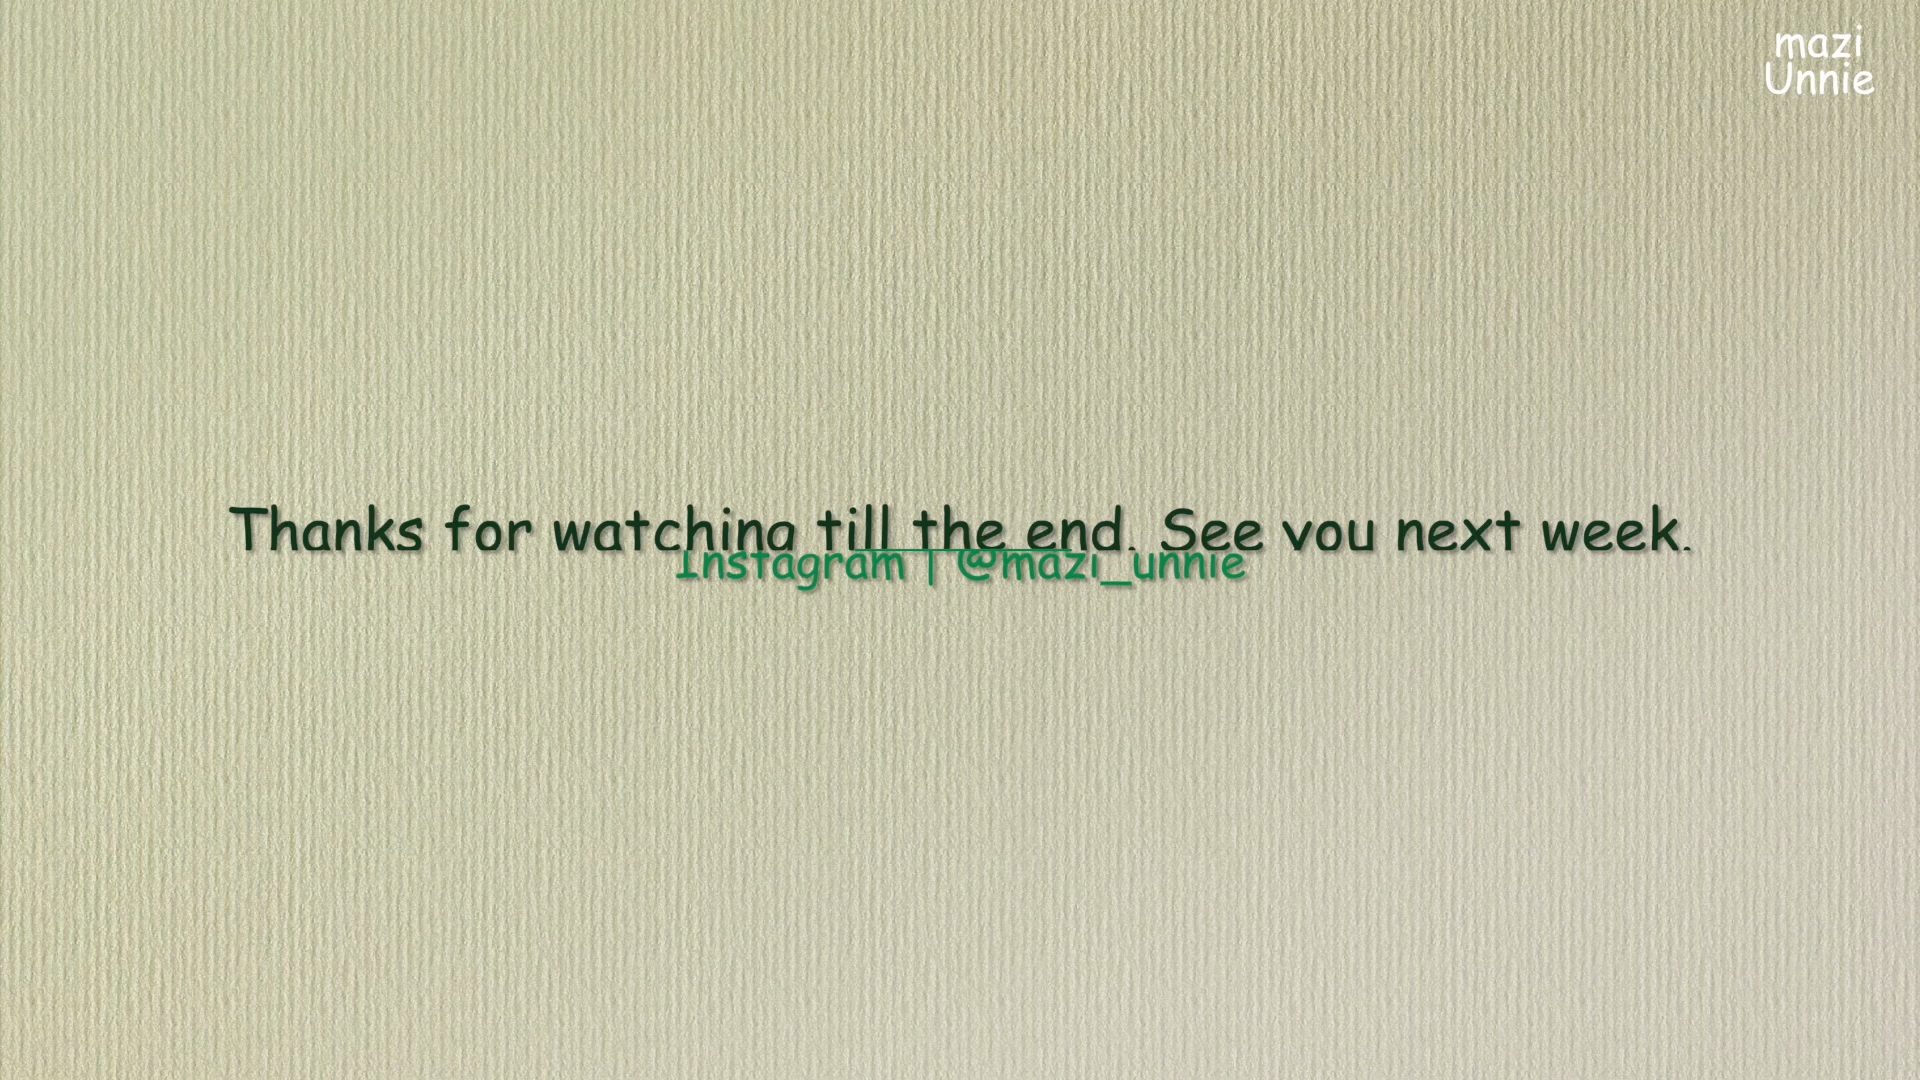 mazi
Unnie
Thanks for watching till the end. See you next week.
Instagram | @mazi_unnie